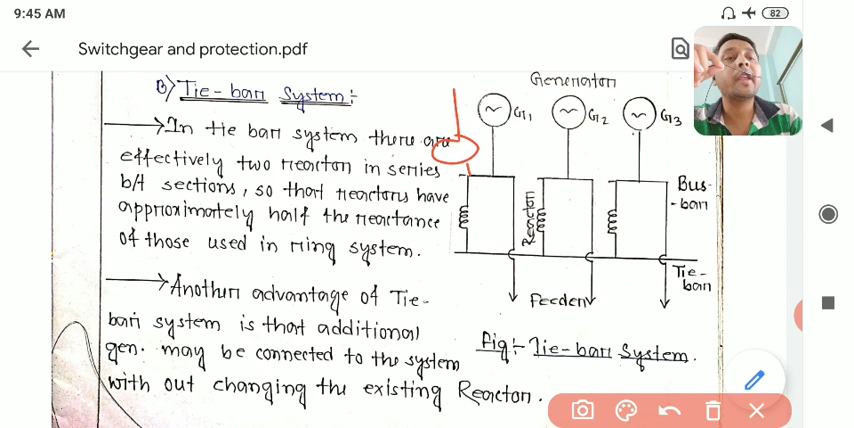 9:45 AM
82
Switchgear and protection.pdf
B) Tie-bar System:-
→In tie bar system there are
effectively two reactor in series
b/t sections, so that reactors have
approximately half the reactance
of those used in ring system.
→Another advantage of Tie-
bar system is that additional
gen. may be connected to the system
with out changing the existing Reactor.
Generator
G1
G2
G3
Bus-
-bar
Reactor
Tie-
bar
Feeder
Fig:- Tie-bar System.